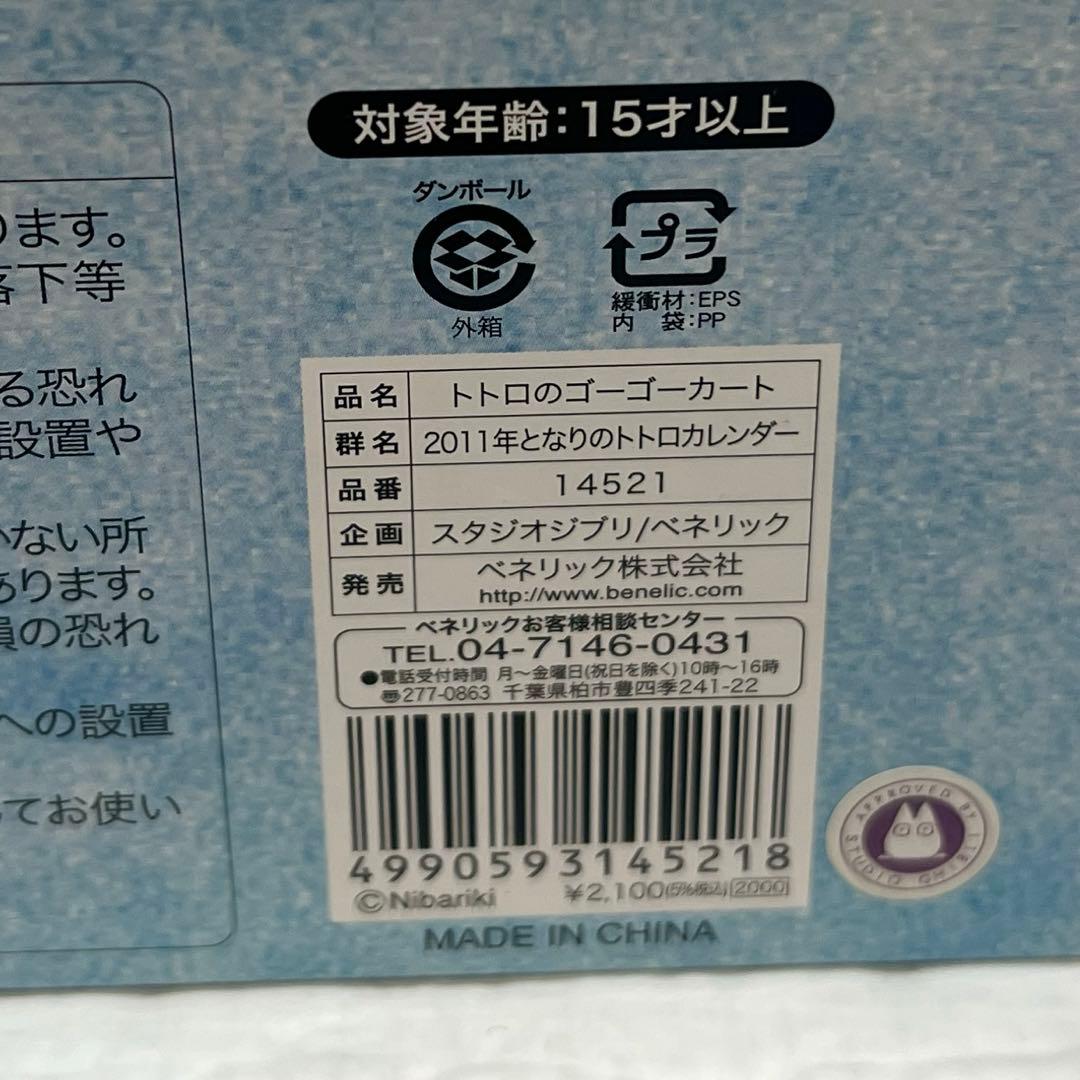 ります。
落下等
る恐れ
設置や
ない所
あります。
損の恐れ
への設置
してお使い
対象年齢：15才以上
ダンボール
外箱
プラ
緩衝材：EPS
内 袋：PP
品名 トトロのゴーゴーカート
群名 2011年となりのトトロカレンダー
品番 14521
企画 スタジオジブリ/ベネリック
発売 ベネリック株式会社
http://www.benelic.com
ベネリックお客様相談センター
TEL.04-7146-0431
●電話受付時間 月～金曜日(祝日を除く)10時～16時
〠277-0863 千葉県柏市豊四季241-22
4990593145218
©Nibariki ¥2,100(5%税込) 2000
MADE IN CHINA
APPROVED BY STUDIO GHIBLI